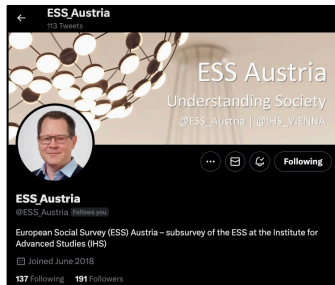 ESS_Austria
113 Tweets
ESS Austria
Understanding Society
@ESS_Austria | @IHS_VIENNA
Following
ESS_Austria
@ESS_Austria Follows you
European Social Survey (ESS) Austria – subsurvey of the ESS at the Institute for
Advanced Studies (IHS)
Joined June 2018
137 Following 191 Followers